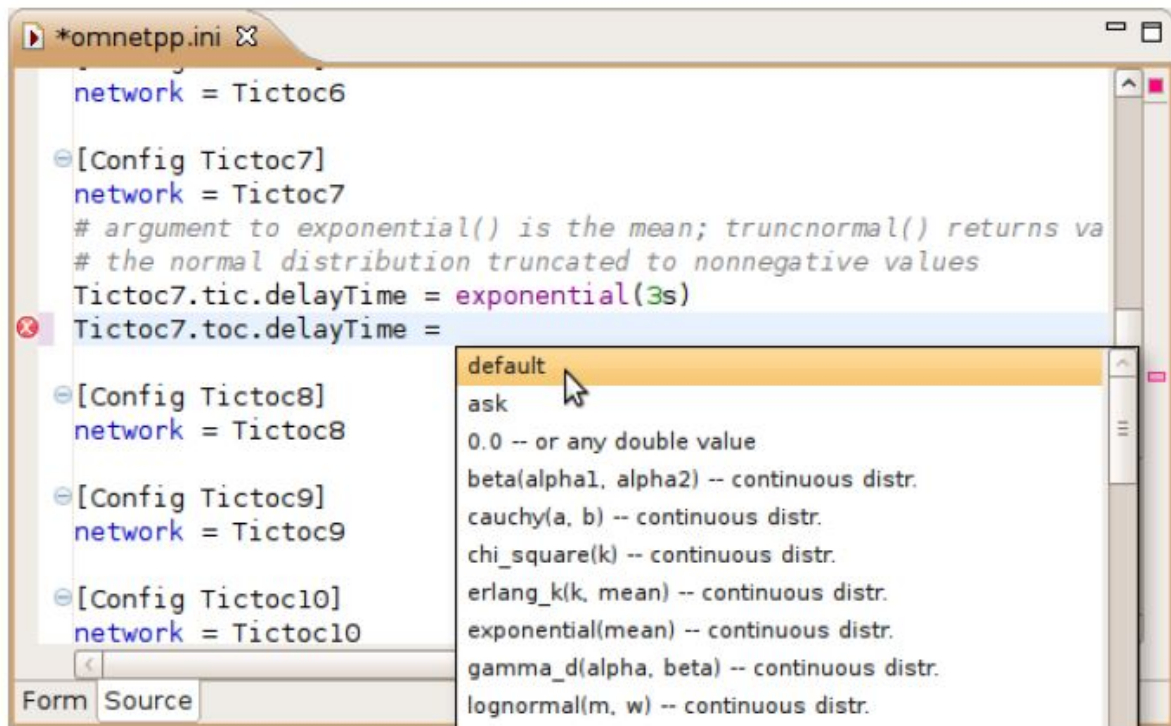 *omnetpp.ini
network = Tictoc6
[Config Tictoc7]
network = Tictoc7
# argument to exponential() is the mean; truncnormal() returns va
# the normal distribution truncated to nonnegative values
Tictoc7.tic.delayTime = exponential(3s)
Tictoc7.toc.delayTime =
default
ask
0.0 -- or any double value
beta(alpha1, alpha2) -- continuous distr.
cauchy(a, b) -- continuous distr.
chi_square(k) -- continuous distr.
erlang_k(k, mean) -- continuous distr.
exponential(mean) -- continuous distr.
gamma_d(alpha, beta) -- continuous distr.
lognormal(m, w) -- continuous distr.
[Config Tictoc8]
network = Tictoc8
[Config Tictoc9]
network = Tictoc9
[Config Tictoc10]
network = Tictoc10
Form Source